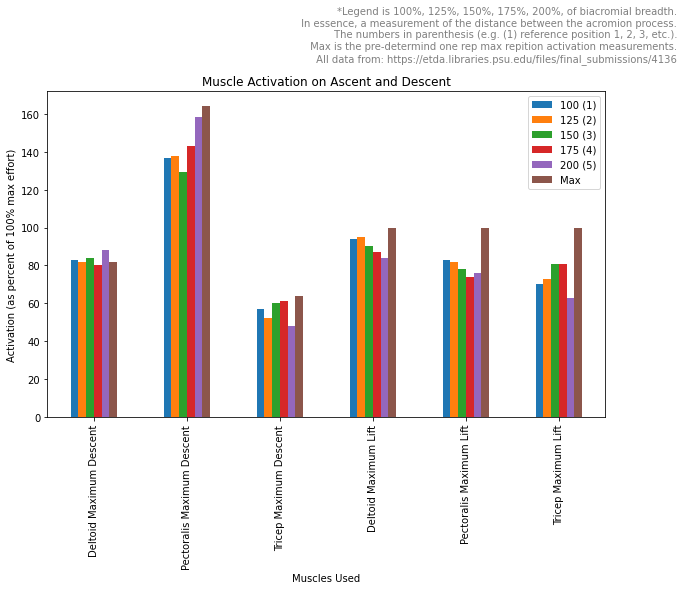 *Legend is 100%, 125%, 150%, 175%, 200%, of biacromial breadth.
In essence, a measurement of the distance between the acromion process.
The numbers in parenthesis (e.g. (1) reference position 1, 2, 3, etc.).
Max is the pre-determind one rep max repition activation measurements.
All data from: https://etda.libraries.psu.edu/files/final_submissions/4136
Muscle Activation on Ascent and Descent
100 (1)
125 (2)
150 (3)
175 (4)
200 (5)
Max
Activation (as percent of 100% max effort)
160
140
120
100
80
60
40
20
0
Deltoid Maximum Descent
Pectoralis Maximum Descent
Tricep Maximum Descent
Deltoid Maximum Lift
Pectoralis Maximum Lift
Tricep Maximum Lift
Muscles Used